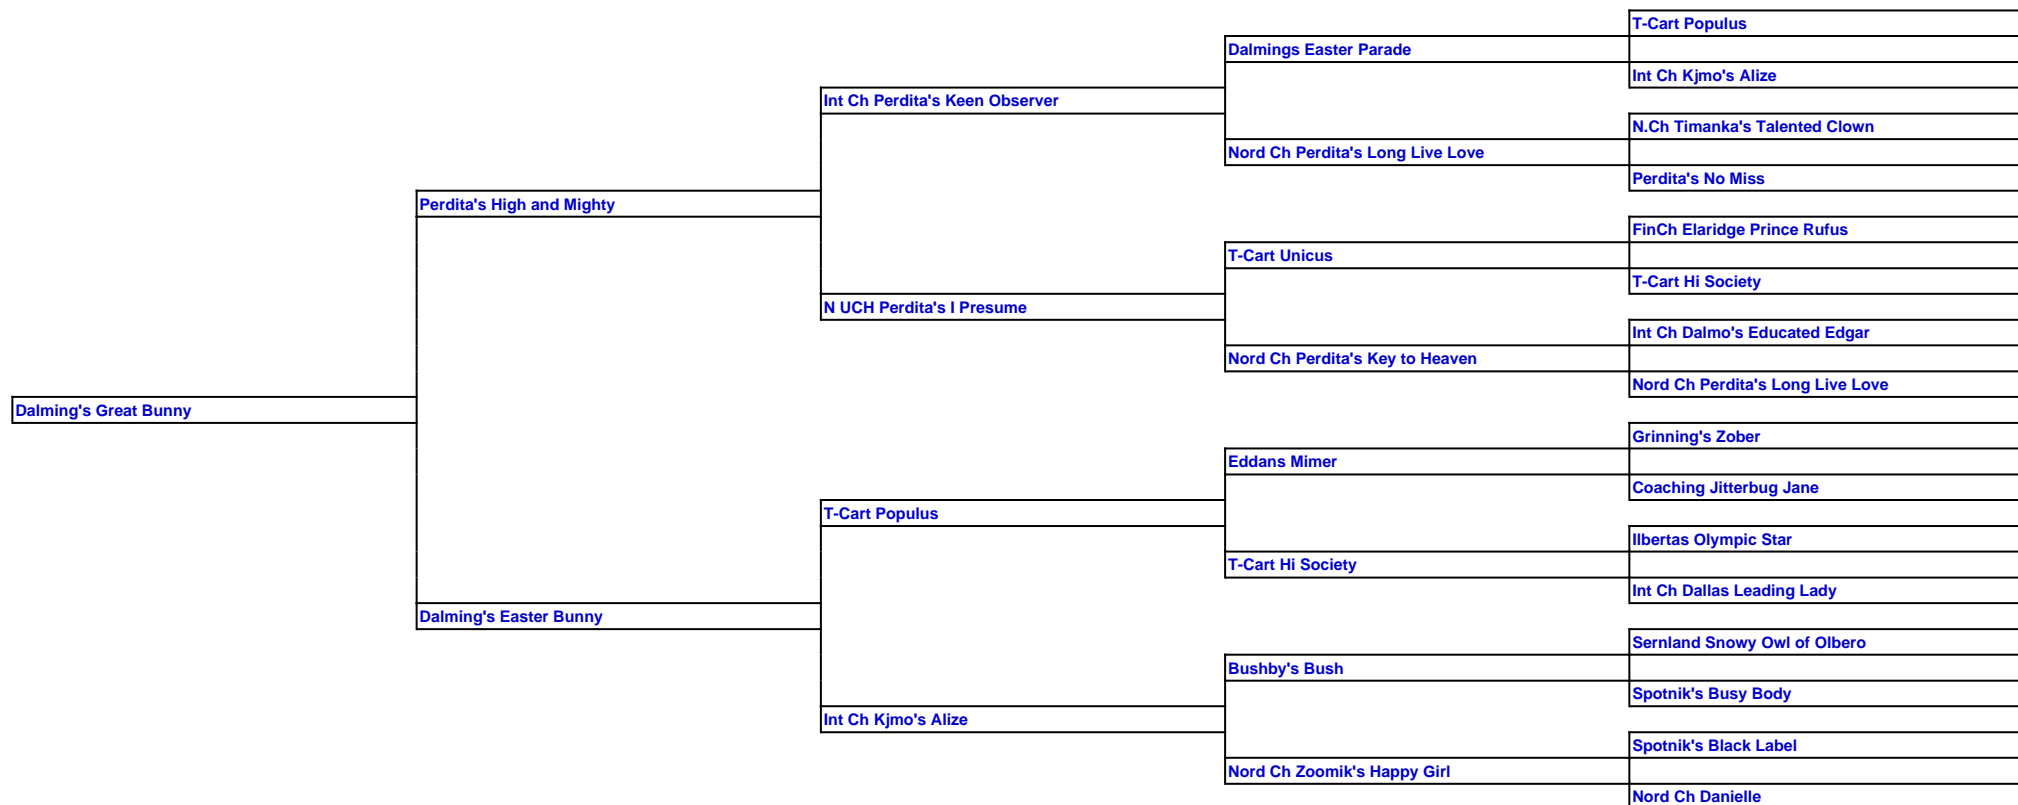 T-Cart Populus
Dalmings Easter Parade
Int Ch Kjmo's Alize
Int Ch Perdita's Keen Observer
N.Ch Timanka's Talented Clown
Nord Ch Perdita's Long Live Love
Perdita's No Miss
Perdita's High and Mighty
FinCh Elaridge Prince Rufus
T-Cart Unicus
T-Cart Hi Society
N UCH Perdita's I Presume
Int Ch Dalmo's Educated Edgar
Nord Ch Perdita's Key to Heaven
Nord Ch Perdita's Long Live Love
Dalming's Great Bunny
Grinning's Zober
Eddans Mimer
Coaching Jitterbug Jane
T-Cart Populus
Ilbertas Olympic Star
T-Cart Hi Society
Int Ch Dallas Leading Lady
Dalming's Easter Bunny
Sernland Snowy Owl of Olbero
Bushby's Bush
Spotnik's Busy Body
Int Ch Kjmo's Alize
Spotnik's Black Label
Nord Ch Zoomik's Happy Girl
Nord Ch Danielle